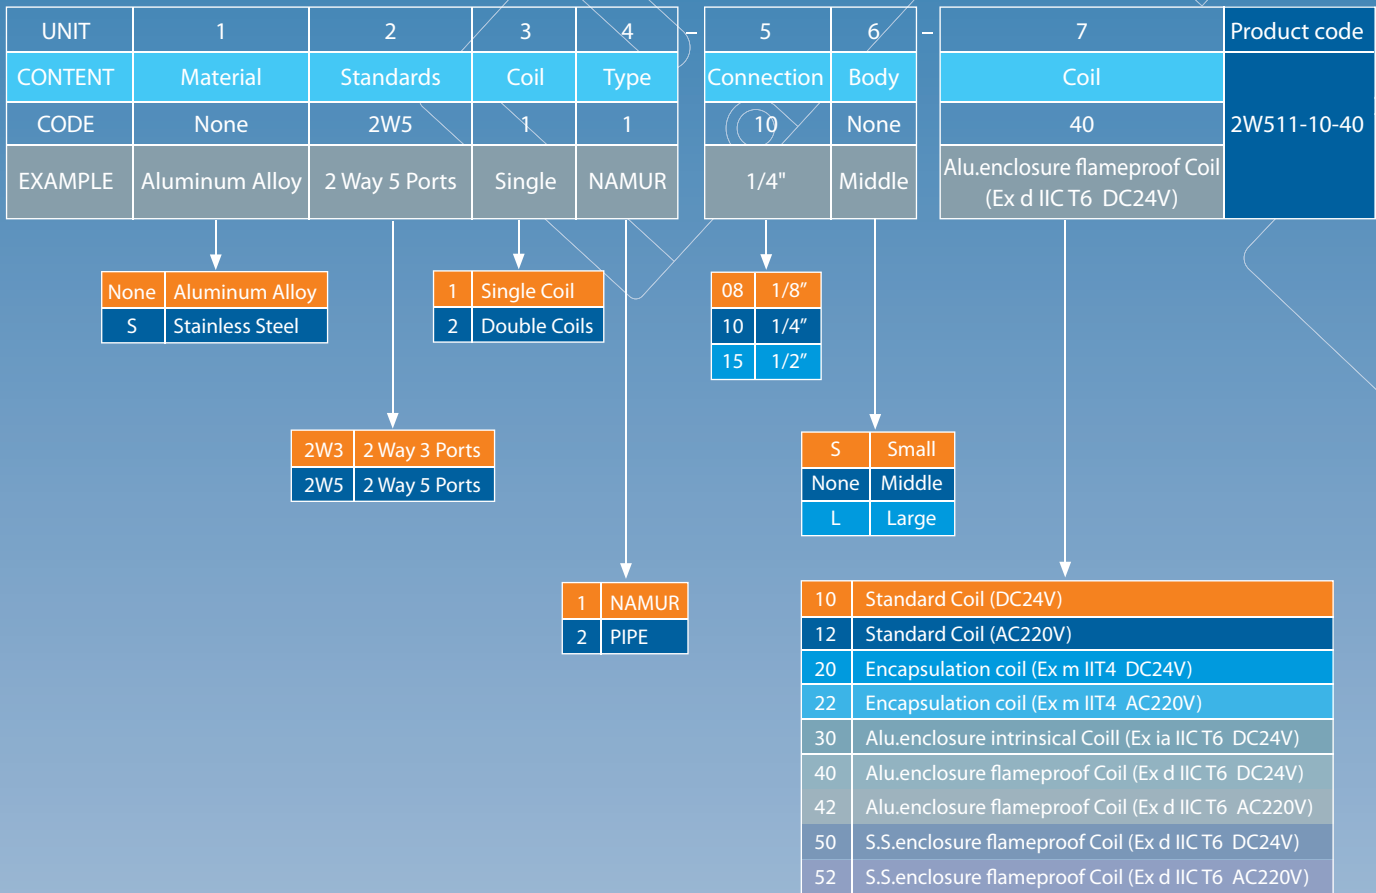 UNIT 1 2 3 4 – 5 6 – 7 Product code
CONTENT Material Standards Coil Type Connection Body Coil
CODE None 2W5 1 1 10 None 40 2W511-10-40
EXAMPLE Aluminum Alloy 2 Way 5 Ports Single NAMUR 1/4" Middle Alu.enclosure flameproof Coil
(Ex d IIC T6 DC24V)
None Aluminum Alloy
S Stainless Steel
1 Single Coil
2 Double Coils
08 1/8”
10 1/4”
15 1/2”
2W3 2 Way 3 Ports
2W5 2 Way 5 Ports
S Small
None Middle
L Large
1 NAMUR
2 PIPE
10 Standard Coil (DC24V)
12 Standard Coil (AC220V)
20 Encapsulation coil (Ex m IIT4 DC24V)
22 Encapsulation coil (Ex m IIT4 AC220V)
30 Alu.enclosure intrinsical Coill (Ex ia IIC T6 DC24V)
40 Alu.enclosure flameproof Coil (Ex d IIC T6 DC24V)
42 Alu.enclosure flameproof Coil (Ex d IIC T6 AC220V)
50 S.S.enclosure flameproof Coil (Ex d IIC T6 DC24V)
52 S.S.enclosure flameproof Coil (Ex d IIC T6 AC220V)